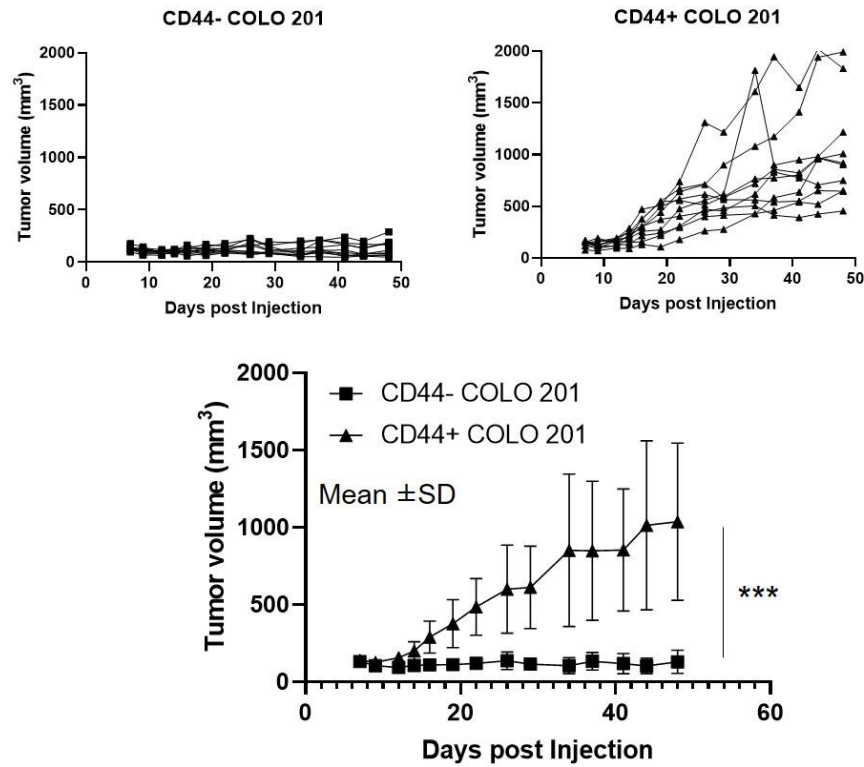 CD44- COLO 201
Tumor volume (mm3)
2000
1500
1000
500
0
0 10 20 30 40 50
Days post Injection
CD44+ COLO 201
Tumor volume (mm3)
2000
1500
1000
500
0
0 10 20 30 40 50
Days post Injection
Tumor volume (mm3)
2000
1500
1000
500
0
CD44- COLO 201
CD44+ COLO 201
Mean ±SD
***
0 20 40 60
Days post Injection